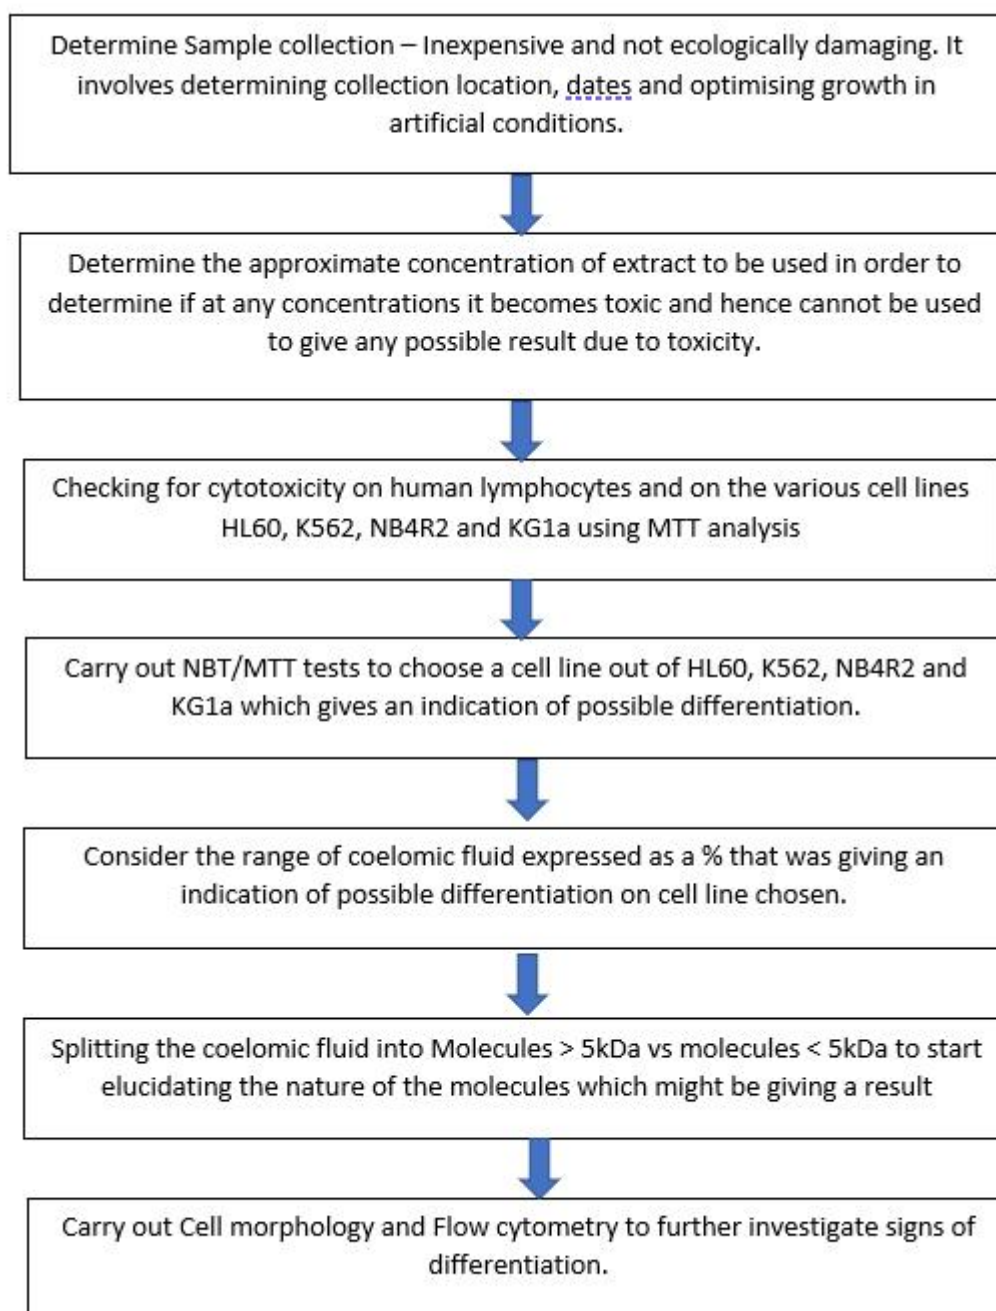 Determine Sample collection – Inexpensive and not ecologically damaging. It
involves determining collection location, dates and optimising growth in
artificial conditions.
Determine the approximate concentration of extract to be used in order to
determine if at any concentrations it becomes toxic and hence cannot be used
to give any possible result due to toxicity.
Checking for cytotoxicity on human lymphocytes and on the various cell lines
HL60, K562, NB4R2 and KG1a using MTT analysis
Carry out NBT/MTT tests to choose a cell line out of HL60, K562, NB4R2 and
KG1a which gives an indication of possible differentiation.
Consider the range of coelomic fluid expressed as a % that was giving an
indication of possible differentiation on cell line chosen.
Splitting the coelomic fluid into Molecules > 5kDa vs molecules < 5kDa to start
elucidating the nature of the molecules which might be giving a result
Carry out Cell morphology and Flow cytometry to further investigate signs of
differentiation.